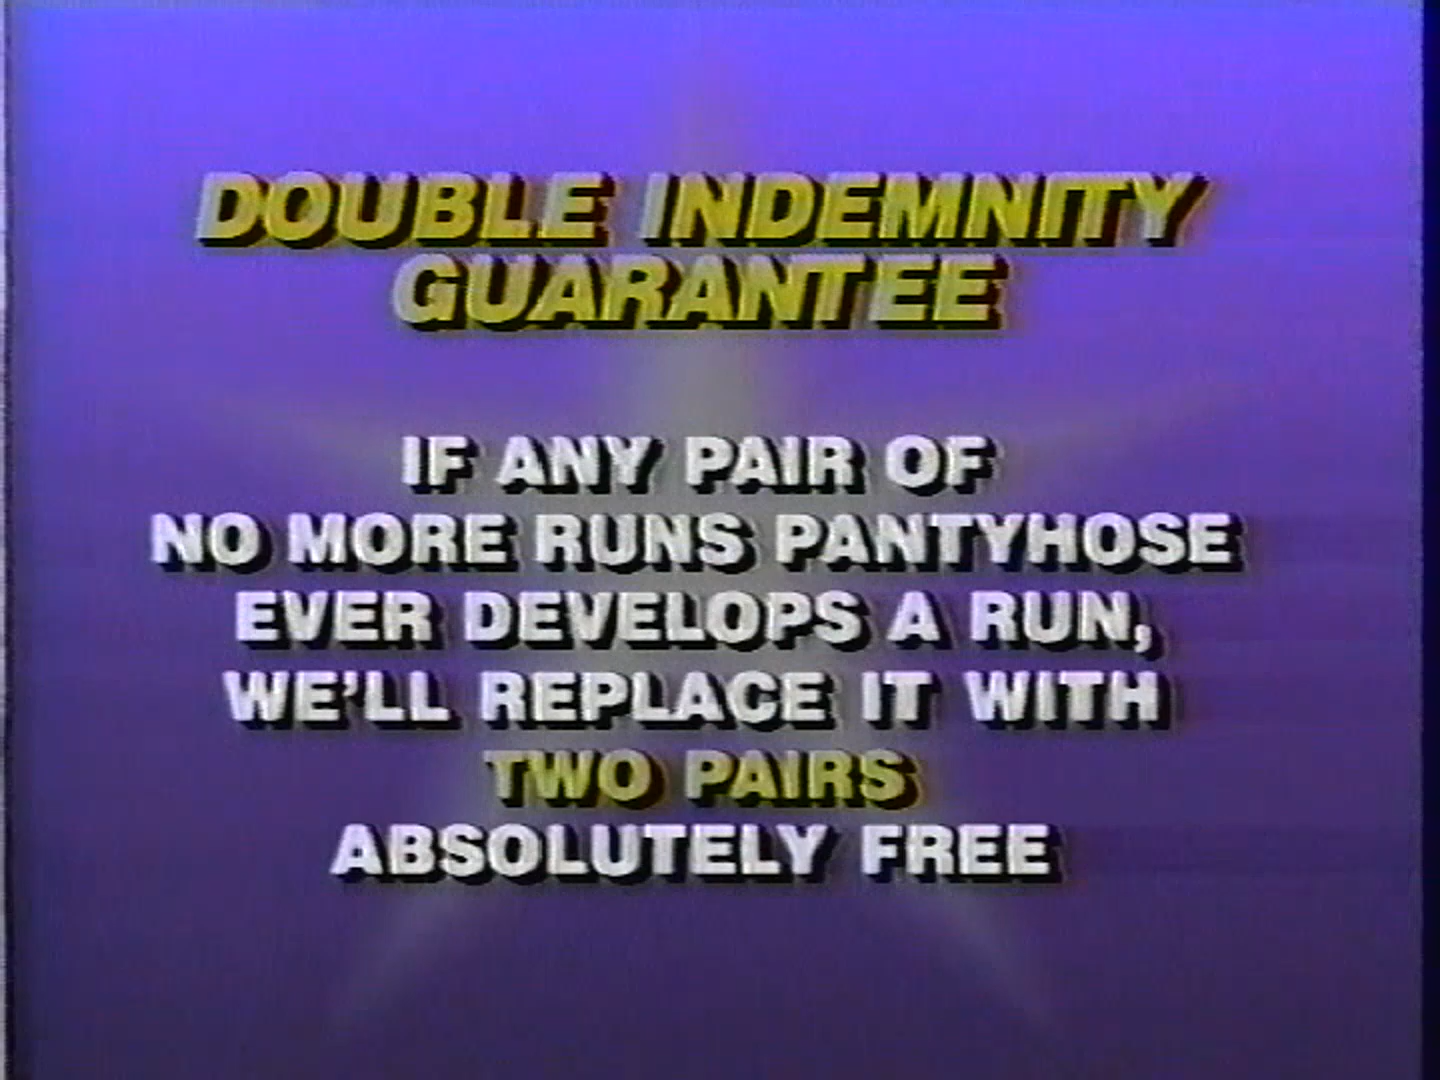 DOUBLE INDEMNITY
GUARANTEE
IF ANY PAIR OF
NO MORE RUNS PANTYHOSE
EVER DEVELOPS A RUN,
WE'LL REPLACE IT WITH
TWO PAIRS
ABSOLUTELY FREE